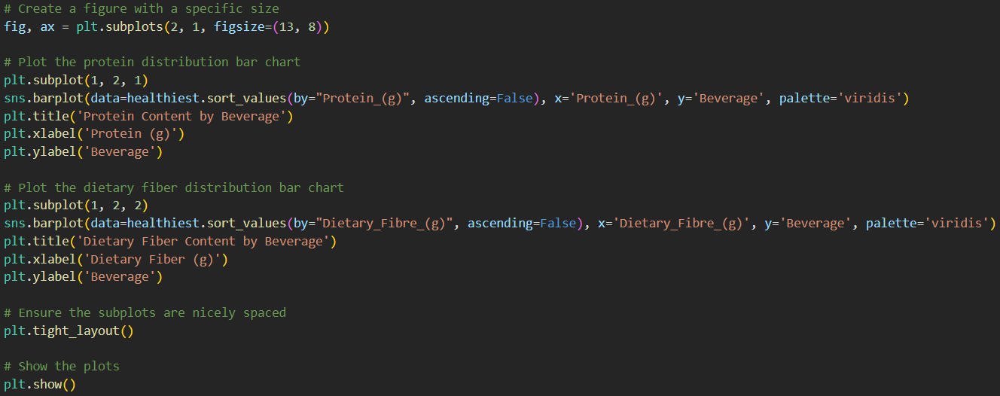 # Create a figure with a specific size
fig, ax = plt.subplots(2, 1, figsize=(13, 8))
# Plot the protein distribution bar chart
plt.subplot(1, 2, 1)
sns.barplot(data=healthiest.sort_values(by="Protein_(g)", ascending=False), x='Protein_(g)', y='Beverage', palette='viridis')
plt.title('Protein Content by Beverage')
plt.xlabel('Protein (g)')
plt.ylabel('Beverage')
# Plot the dietary fiber distribution bar chart
plt.subplot(1, 2, 2)
sns.barplot(data=healthiest.sort_values(by="Dietary_Fibre_(g)", ascending=False), x='Dietary_Fibre_(g)', y='Beverage', palette='viridis')
plt.title('Dietary Fiber Content by Beverage')
plt.xlabel('Dietary Fiber (g)')
plt.ylabel('Beverage')
# Ensure the subplots are nicely spaced
plt.tight_layout()
# Show the plots
plt.show()